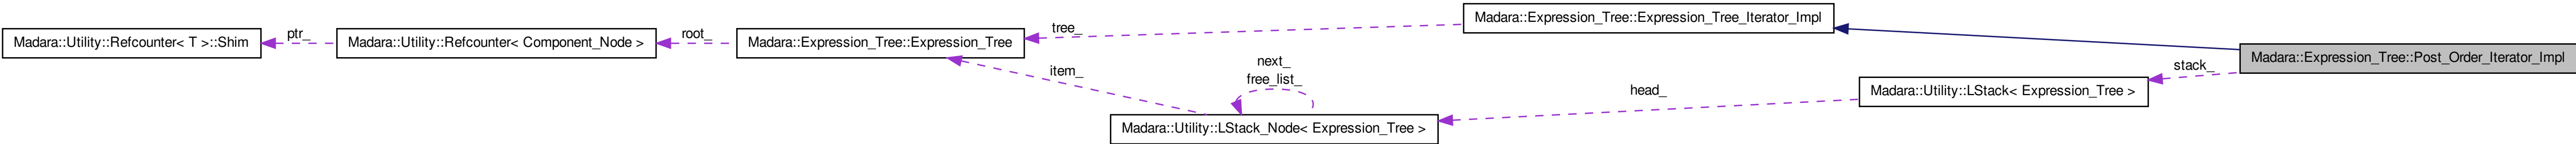 Madara::Utility::Refcounter< T >::Shim
ptr_
Madara::Utility::Refcounter< Component_Node >
root_
Madara::Expression_Tree::Expression_Tree
tree_
item_
Madara::Expression_Tree::Expression_Tree_Iterator_Impl
next_
free_list_
Madara::Utility::LStack_Node< Expression_Tree >
head_
Madara::Utility::LStack< Expression_Tree >
stack_
Madara::Expression_Tree::Post_Order_Iterator_Impl